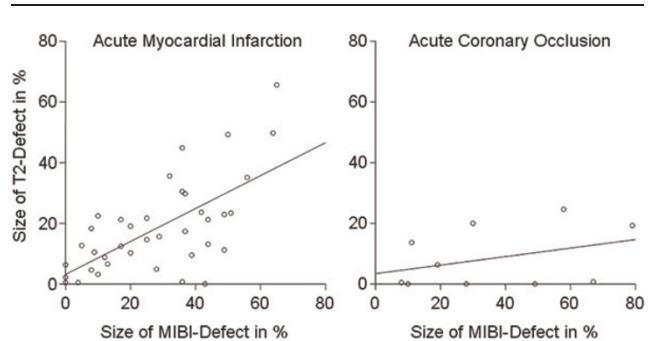 Acute Myocardial Infarction
Acute Coronary Occlusion
Size of T2-Defect in %
80
60
40
20
0
0 20 40 60 80
Size of MIBI-Defect in %
80
60
40
20
0
0 20 40 60 80
Size of MIBI-Defect in %